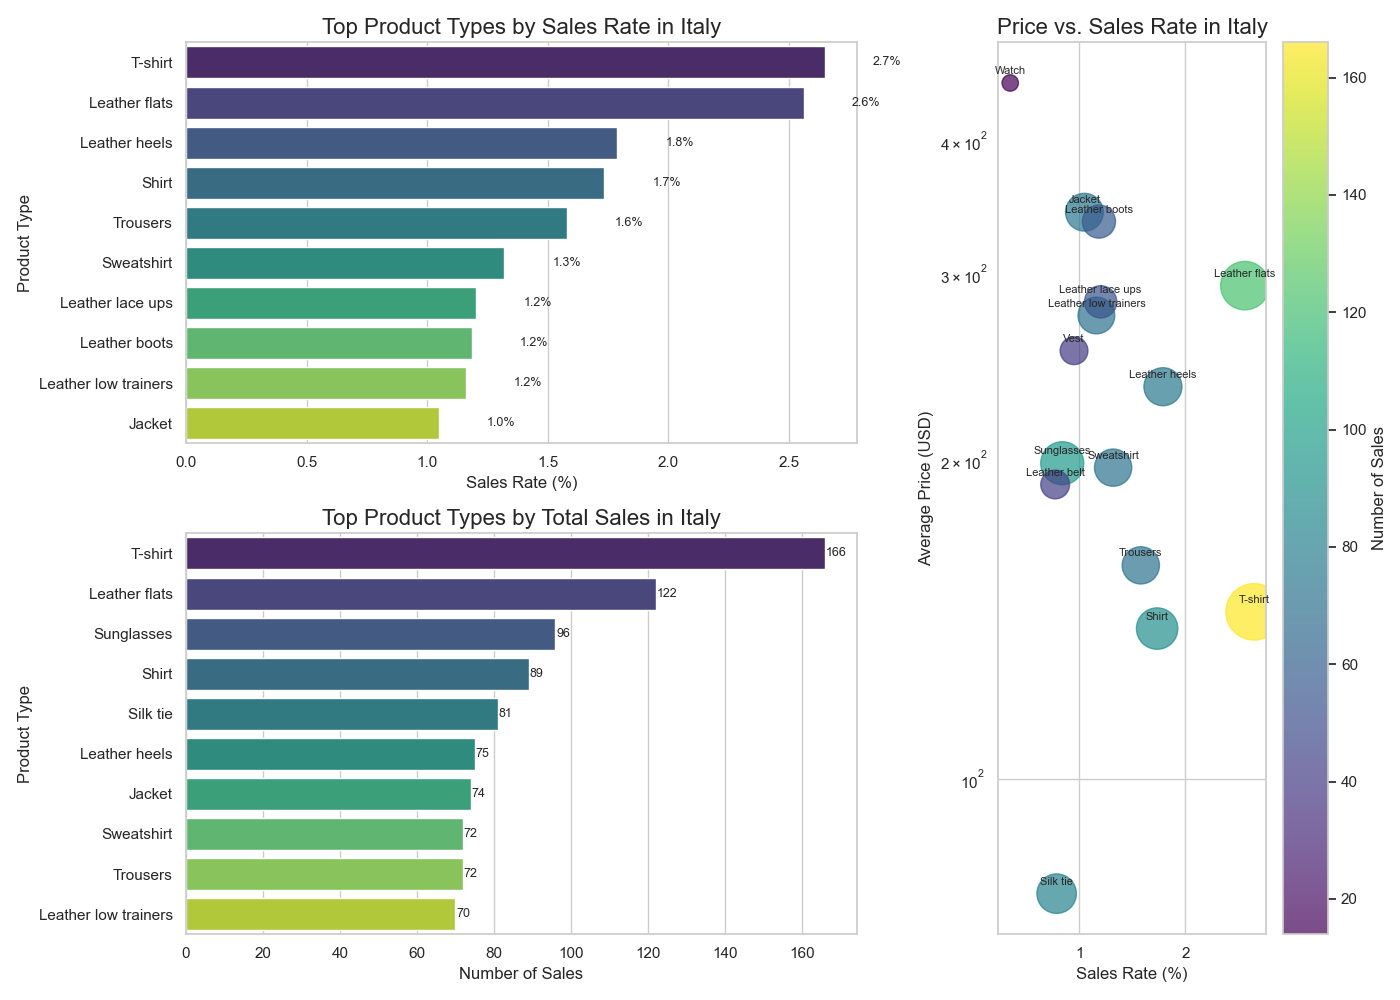 Top Product Types by Sales Rate in Italy
Product Type
T-shirt
2.7%
Leather flats
2.6%
Leather heels
1.8%
Shirt
1.7%
Trousers
1.6%
Sweatshirt
1.3%
Leather lace ups
1.2%
Leather boots
1.2%
Leather low trainers
1.2%
Jacket
1.0%
0.0 0.5 1.0 1.5 2.0 2.5
Sales Rate (%)
Top Product Types by Total Sales in Italy
Product Type
T-shirt
166
Leather flats
122
Sunglasses
96
Shirt
89
Silk tie
81
Leather heels
75
Jacket
74
Sweatshirt
72
Trousers
72
Leather low trainers
70
0 20 40 60 80 100 120 140 160
Number of Sales
Price vs. Sales Rate in Italy
Average Price (USD)
4 × 10²
3 × 10²
2 × 10²
10²
Watch
Jacket
Leather boots
Leather flats
Leather lace ups
Leather low trainers
Vest
Leather heels
Sunglasses
Sweatshirt
Leather belt
Trousers
T-shirt
Shirt
Silk tie
1 2
Sales Rate (%)
160
140
120
100
80
60
40
20
Number of Sales